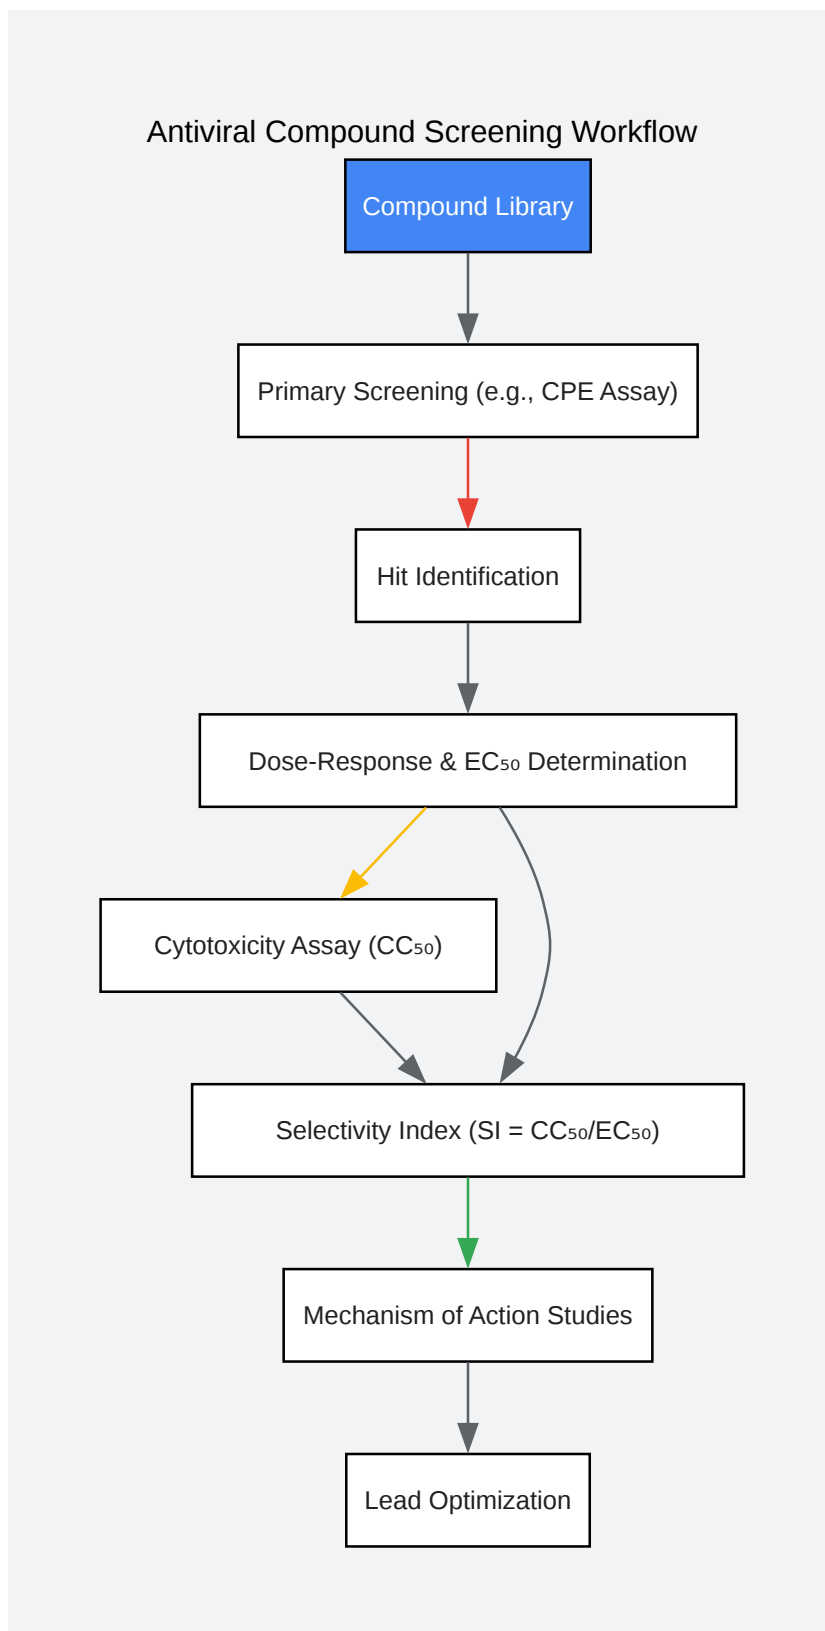 Antiviral Compound Screening Workflow
Compound Library
Primary Screening (e.g., CPE Assay)
Hit Identification
Dose-Response & EC₅₀ Determination
Cytotoxicity Assay (CC₅₀)
Selectivity Index (SI = CC₅₀/EC₅₀)
Mechanism of Action Studies
Lead Optimization